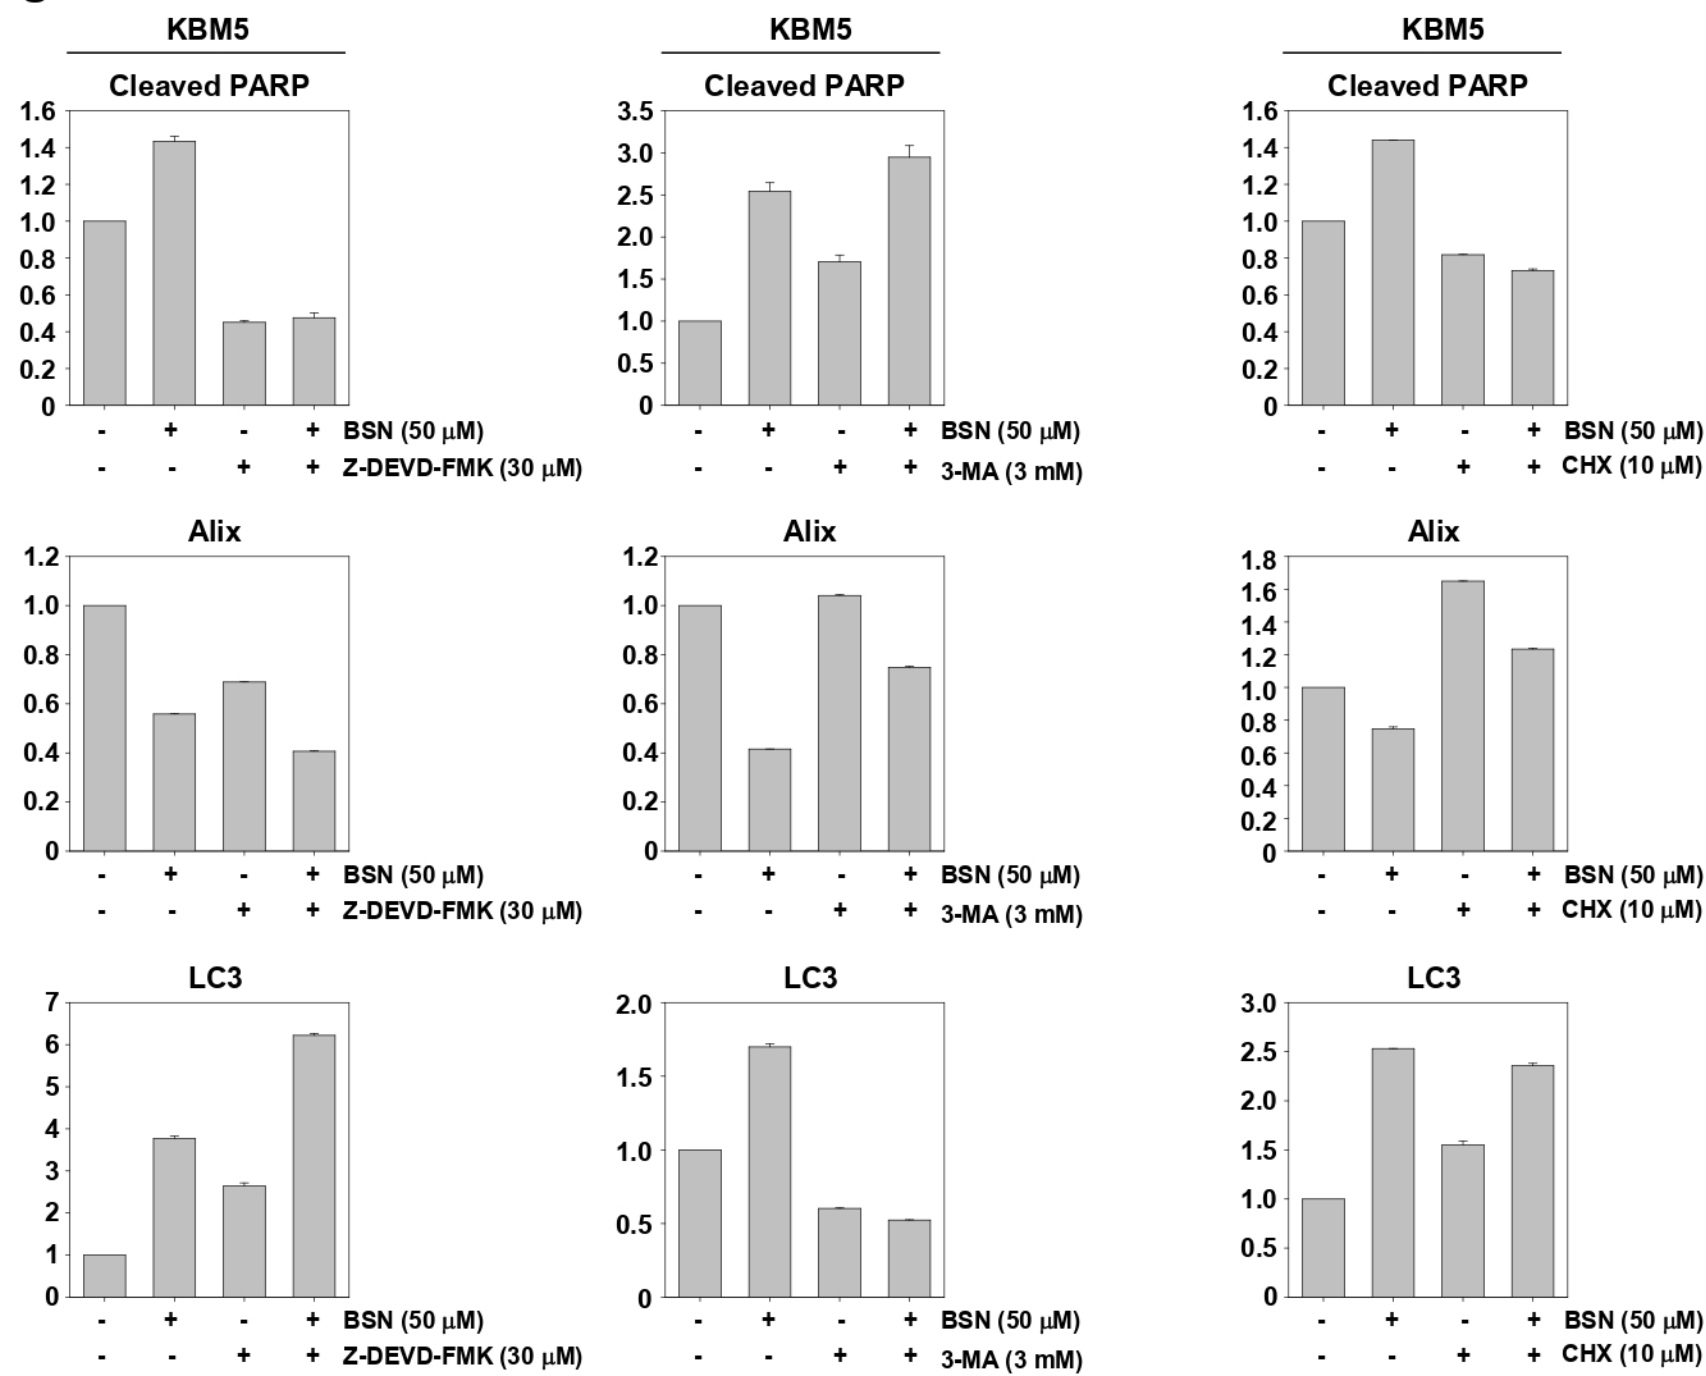 KBM5 KBM5 KBM5
Cleaved PARP Cleaved PARP Cleaved PARP
1.6 3.5 1.6
1.4 3.0 1.4
1.2 2.5 1.2
1.0 2.0 1.0
0.8 1.5 0.8
0.6 1.0 0.6
0.4 0.5 0.4
0.2 0.2
0 0 0
- + - + BSN (50 μM) - + - + BSN (50 μM) - + - + BSN (50 μM)
- - + + Z-DEVD-FMK (30 μM) - - + + 3-MA (3 mM) - - + + CHX (10 μM)
Alix Alix Alix
1.2 1.2 1.8
1.0 1.0 1.6
0.8 0.8 1.4
0.6 0.6 1.2
0.4 0.4 1.0
0.2 0.2 0.8
0 0 0.6
0.4
0.2
0
- + - + BSN (50 μM) - + - + BSN (50 μM) - + - + BSN (50 μM)
- - + + Z-DEVD-FMK (30 μM) - - + + 3-MA (3 mM) - - + + CHX (10 μM)
LC3 LC3 LC3
7 2.0 3.0
6 1.5 2.5
5 1.0 2.0
4 0.5 1.5
3 0 1.0
2 0.5
1 0
0
- + - + BSN (50 μM) - + - + BSN (50 μM) - + - + BSN (50 μM)
- - + + Z-DEVD-FMK (30 μM) - - + + 3-MA (3 mM) - - + + CHX (10 μM)